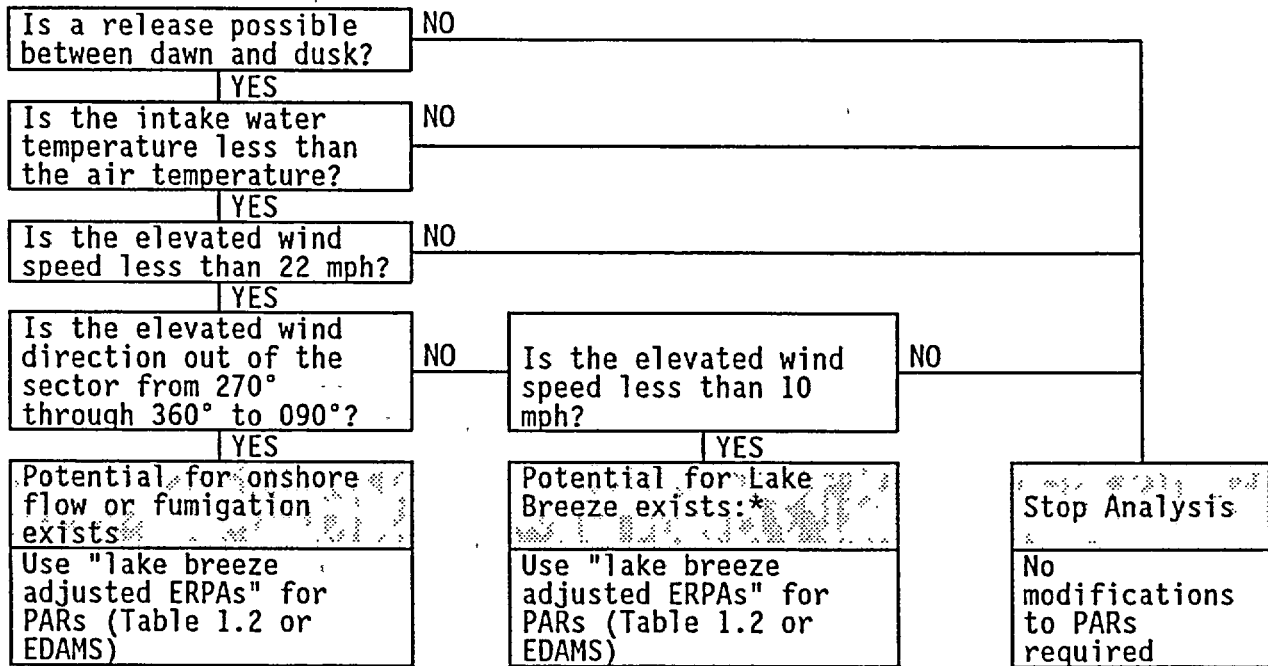 Is a release possible
between dawn and dusk?
NO
YES
Is the intake water
temperature less than
the air temperature?
NO
YES
Is the elevated wind
speed less than 22 mph?
NO
YES
Is the elevated wind
direction out of the
sector from 270°
through 360° to 090°?
NO
Is the elevated wind
speed less than 10
mph?
NO
YES
YES
Potential for onshore
flow or fumigation
exists
Use "lake breeze
adjusted ERPAs" for
PARs (Table 1.2 or
EDAMS)
Potential for Lake
Breeze exists:*
Use "lake breeze
adjusted ERPAs" for
PARs (Table 1.2 or
EDAMS)
Stop Analysis
No
modifications
to PARs
required